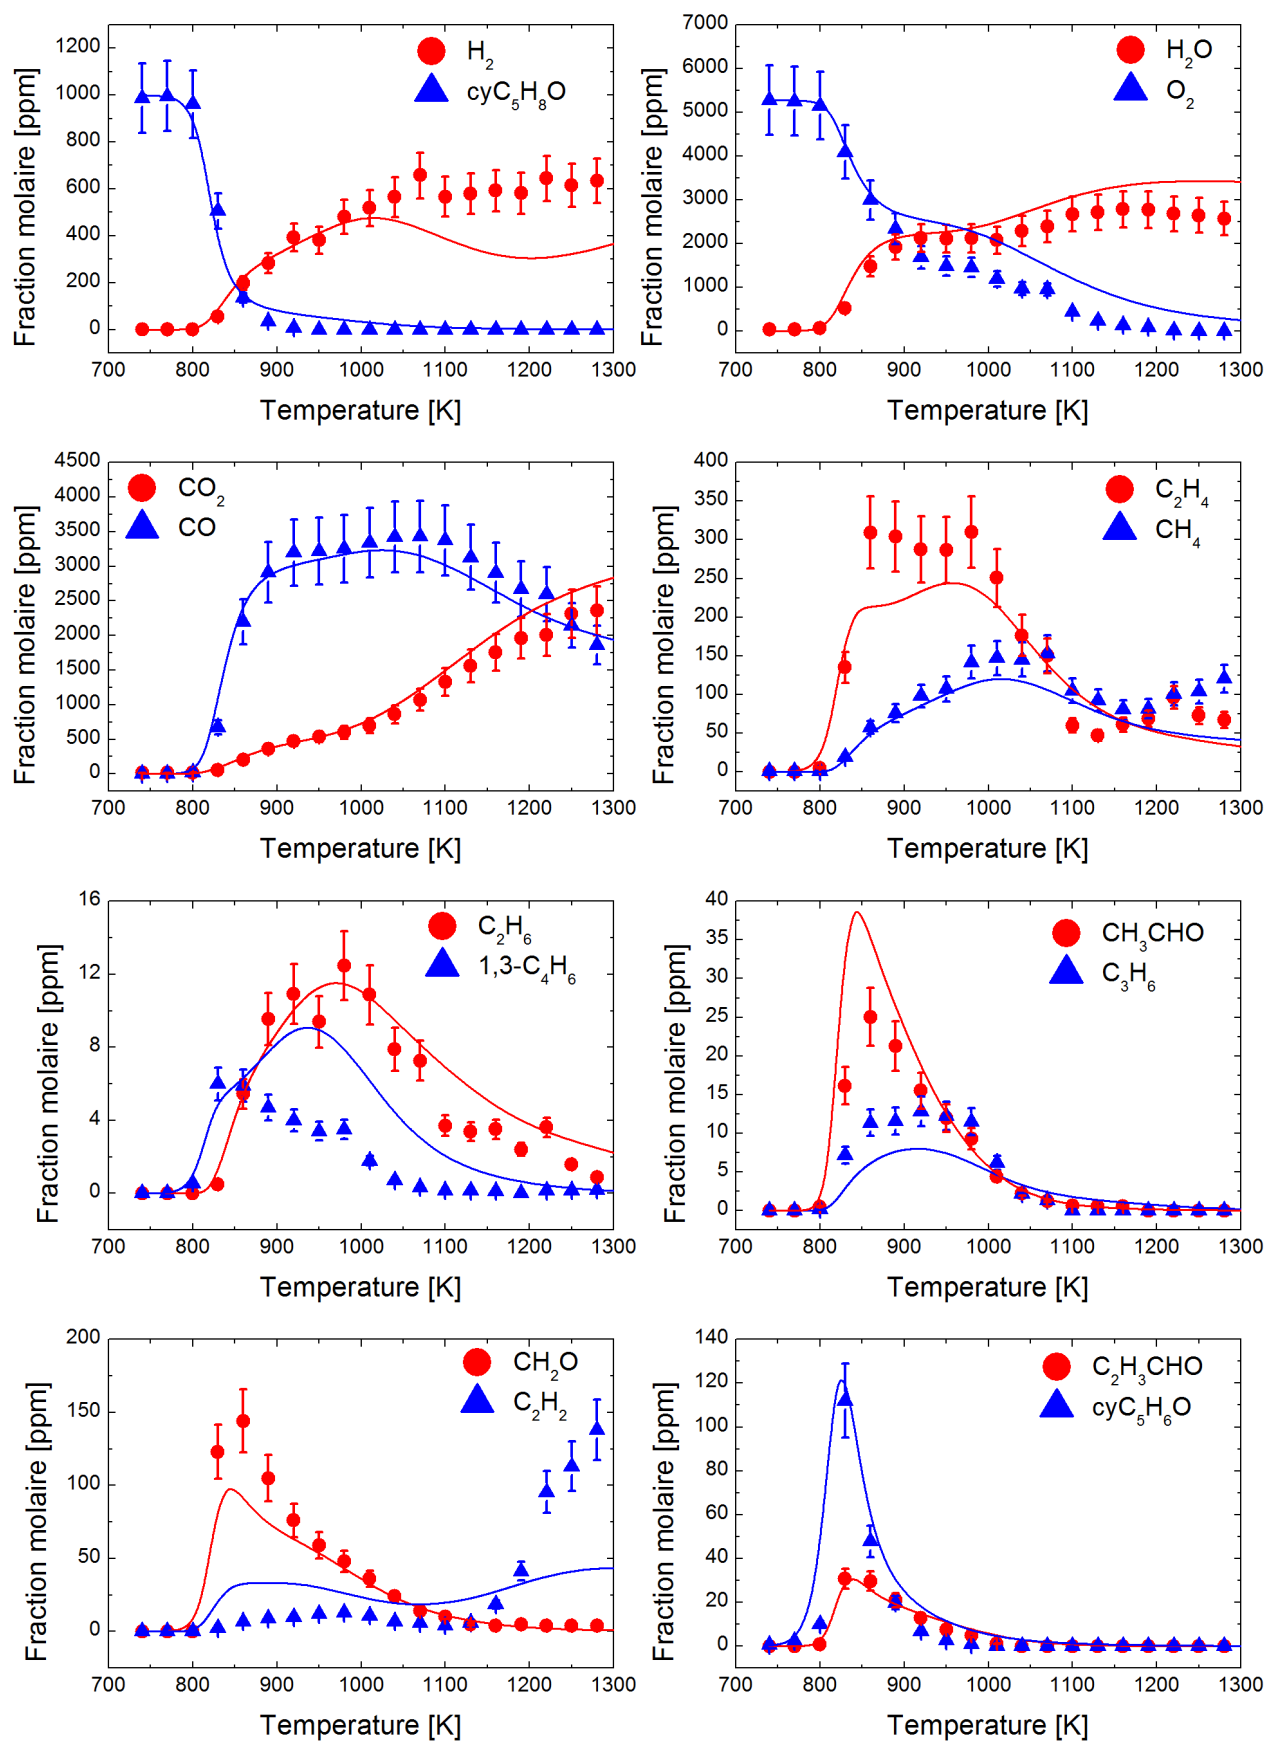 H2
cyC5H8O
Fraction molaire [ppm]
1200
1000
800
600
400
200
0
700 800 900 1000 1100 1200 1300
Temperature [K]
H2O
O2
Fraction molaire [ppm]
7000
6000
5000
4000
3000
2000
1000
0
700 800 900 1000 1100 1200 1300
Temperature [K]
CO2
CO
Fraction molaire [ppm]
4500
4000
3500
3000
2500
2000
1500
1000
500
0
700 800 900 1000 1100 1200 1300
Temperature [K]
C2H4
CH4
Fraction molaire [ppm]
400
350
300
250
200
150
100
50
0
700 800 900 1000 1100 1200 1300
Temperature [K]
C2H6
1,3-C4H6
Fraction molaire [ppm]
16
12
8
4
0
700 800 900 1000 1100 1200 1300
Temperature [K]
CH3CHO
C3H6
Fraction molaire [ppm]
40
35
30
25
20
15
10
5
0
700 800 900 1000 1100 1200 1300
Temperature [K]
CH2O
C2H2
Fraction molaire [ppm]
200
150
100
50
0
700 800 900 1000 1100 1200 1300
Temperature [K]
C2H3CHO
cyC5H6O
Fraction molaire [ppm]
140
120
100
80
60
40
20
0
700 800 900 1000 1100 1200 1300
Temperature [K]